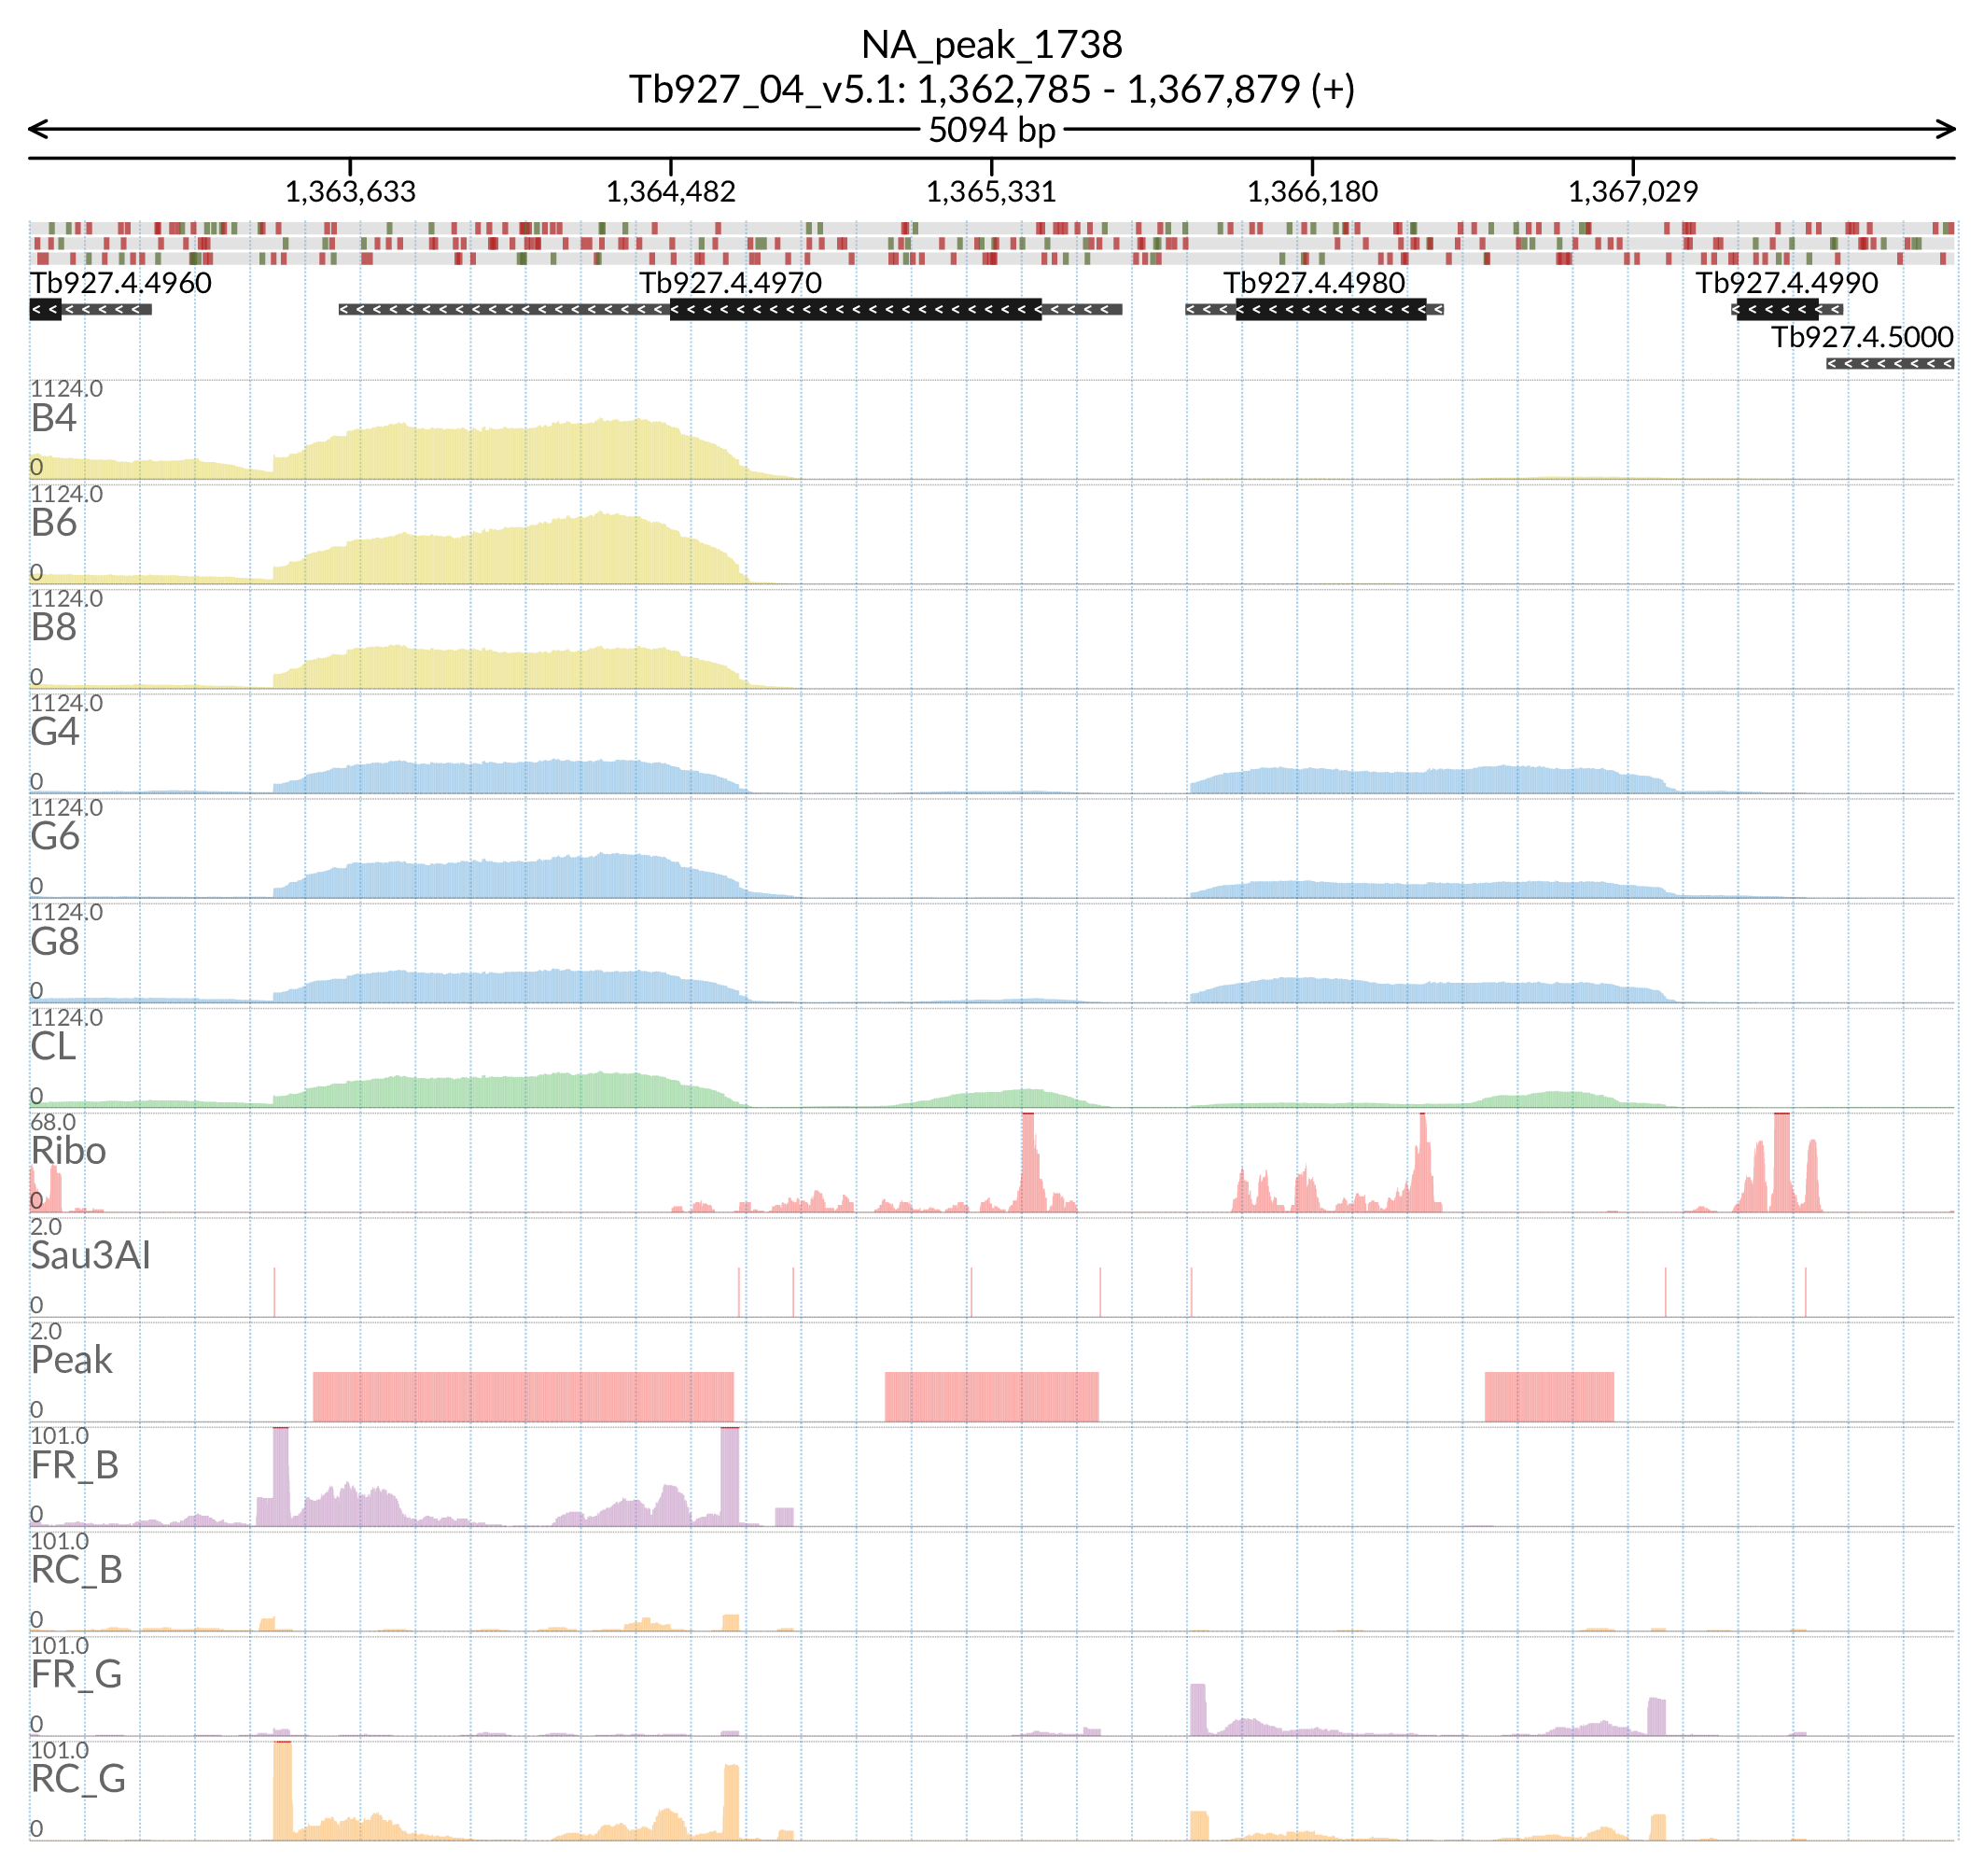 NA_peak_1738
Tb927_04_v5.1: 1,362,785 - 1,367,879 (+)
5094 bp
1,363,633 1,364,482 1,365,331 1,366,180 1,367,029
Tb927.4.4960 Tb927.4.4970 Tb927.4.4980 Tb927.4.4990
Tb927.4.5000
1124.0
B4
0
1124.0
B6
0
1124.0
B8
0
1124.0
G4
0
1124.0
G6
0
1124.0
G8
0
1124.0
CL
0
68.0
Ribo
0
2.0
Sau3AI
0
2.0
Peak
0
101.0
FR_B
0
101.0
RC_B
0
101.0
FR_G
0
101.0
RC_G
0